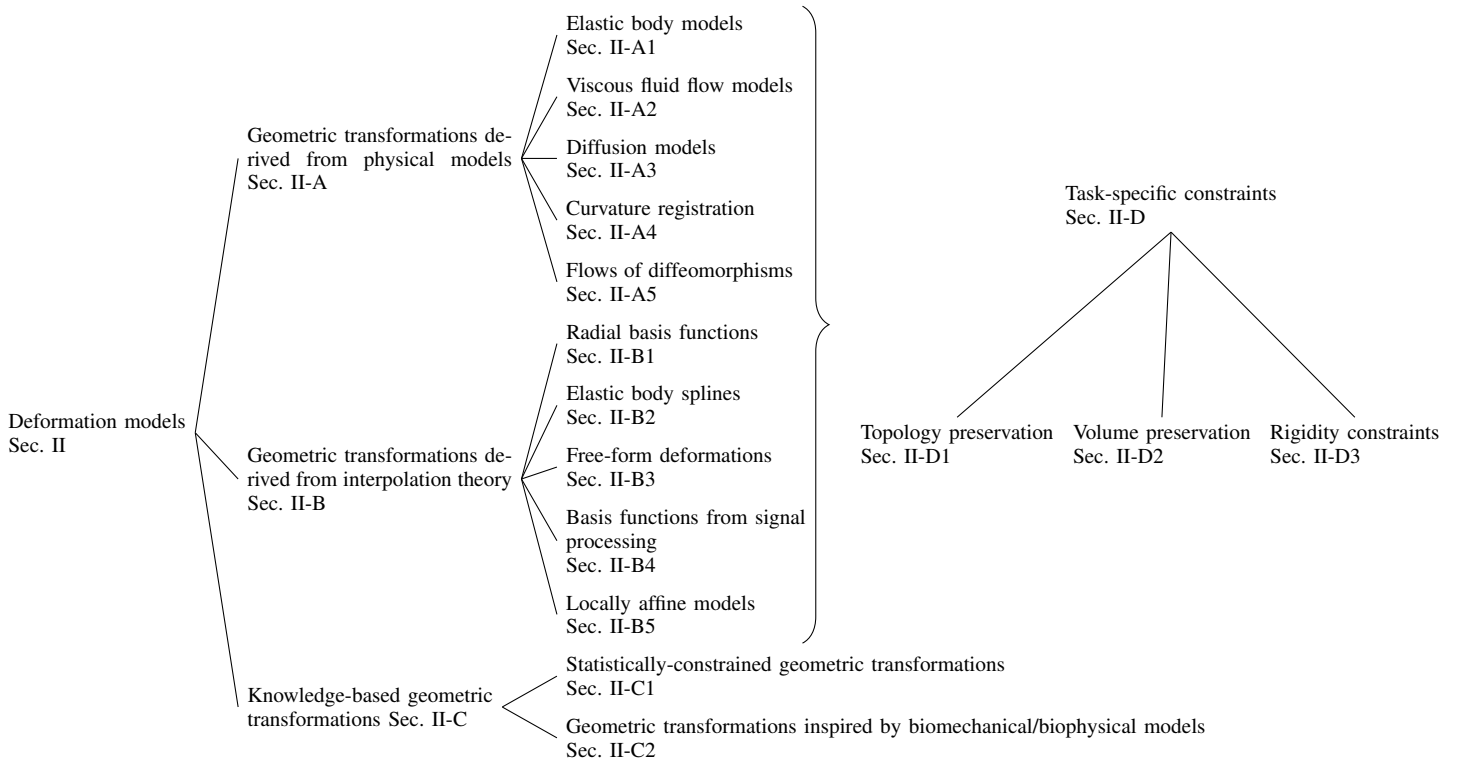 Deformation models
Sec. II
Geometric transformations de-
rived from physical models
Sec. II-A
Elastic body models
Sec. II-A1
Viscous fluid flow models
Sec. II-A2
Diffusion models
Sec. II-A3
Curvature registration
Sec. II-A4
Flows of diffeomorphisms
Sec. II-A5
Geometric transformations de-
rived from interpolation theory
Sec. II-B
Radial basis functions
Sec. II-B1
Elastic body splines
Sec. II-B2
Free-form deformations
Sec. II-B3
Basis functions from signal
processing
Sec. II-B4
Locally affine models
Sec. II-B5
Knowledge-based geometric
transformations Sec. II-C
Statistically-constrained geometric transformations
Sec. II-C1
Geometric transformations inspired by biomechanical/biophysical models
Sec. II-C2
Task-specific constraints
Sec. II-D
Topology preservation
Sec. II-D1
Volume preservation
Sec. II-D2
Rigidity constraints
Sec. II-D3